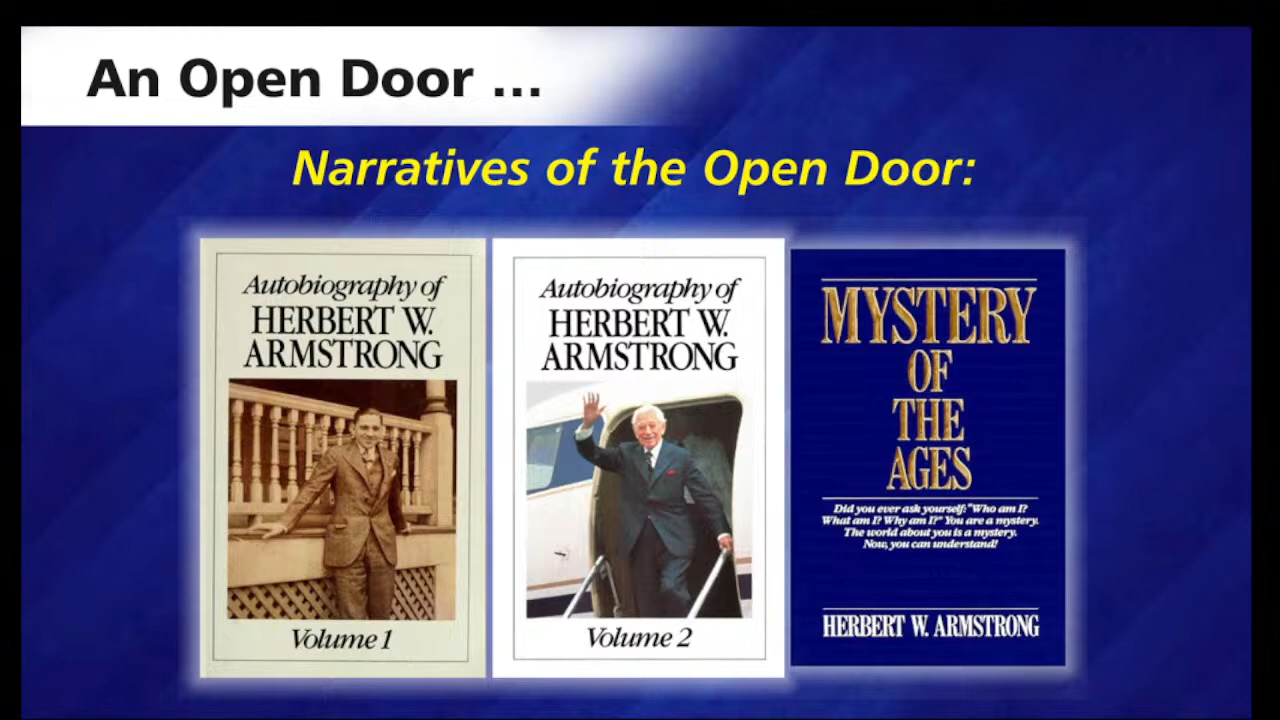 An Open Door ...
Narratives of the Open Door:
Autobiography of
HERBERT W.
ARMSTRONG
Volume 1
Autobiography of
HERBERT W.
ARMSTRONG
Volume 2
MYSTERY
OF
THE
AGES
Did you ever ask yourself: "Who am I?
What am I? Why am I?" You are a mystery.
The world about you is a mystery.
Now, you can understand!
HERBERT W. ARMSTRONG